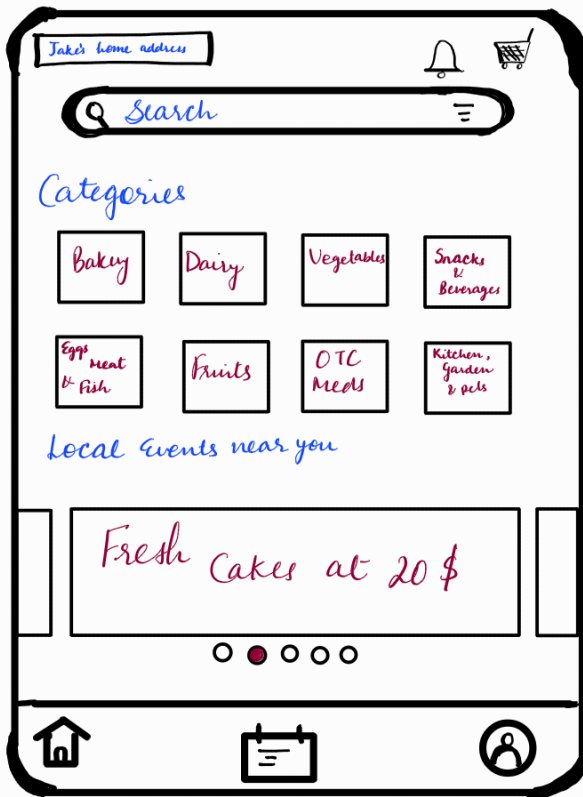 Jake's home address
Search
Categories
Bakery
Dairy
Vegetables
Snacks
&
Beverages
Eggs
Meat
& Fish
Fruits
OTC
Meds
Kitchen,
Garden
& pets
Local Events near you
Fresh Cakes at 20 $